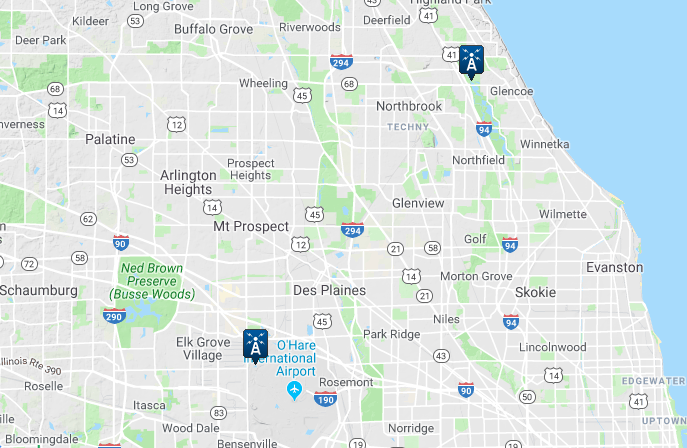 Highland Park
Long Grove
Riverwoods
Deerfield
41
Kildeer
53
Buffalo Grove
Deer Park
294
41
Wheeling
68
45
68
Glencoe
14
Northbrook
12
TECHNY
94
Palatine
Winnetka
53
Prospect
Heights
Northfield
Arlington
Heights
14
45
Glenview
Wilmette
62
Mt Prospect
294
90
12
21
58
Golf
94
72
58
Ned Brown
Preserve
(Busse Woods)
14
Morton Grove
Evanston
Schaumburg
Des Plaines
21
Skokie
290
45
Niles
94
Park Ridge
Elk Grove
Village
O'Hare
International
Airport
Lincolnwood
43
Illinois Rte 390
Roselle
Rosemont
90
14
EDGEWATER
190
50
41
Itasca
83
Wood Dale
Norridge
UPTOWN
Bloomingdale
Bensenville